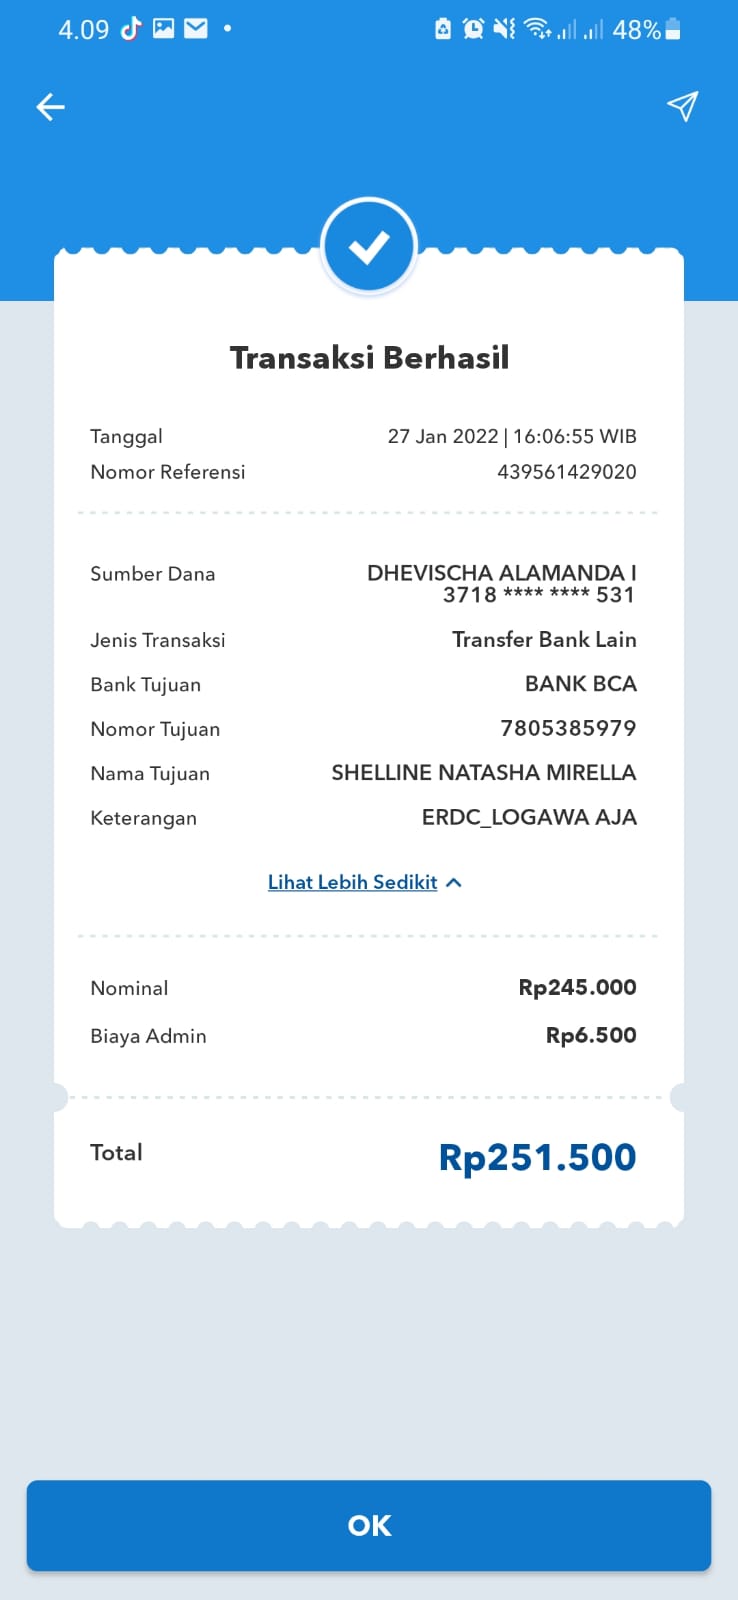 4.09
48%
Transaksi Berhasil
Tanggal 27 Jan 2022 | 16:06:55 WIB
Nomor Referensi 439561429020
Sumber Dana DHEVISCHA ALAMANDA I
3718 **** **** 531
Jenis Transaksi Transfer Bank Lain
Bank Tujuan BANK BCA
Nomor Tujuan 7805385979
Nama Tujuan SHELLINE NATASHA MIRELLA
Keterangan ERDC_LOGAWA AJA
Lihat Lebih Sedikit
Nominal Rp245.000
Biaya Admin Rp6.500
Total Rp251.500
OK